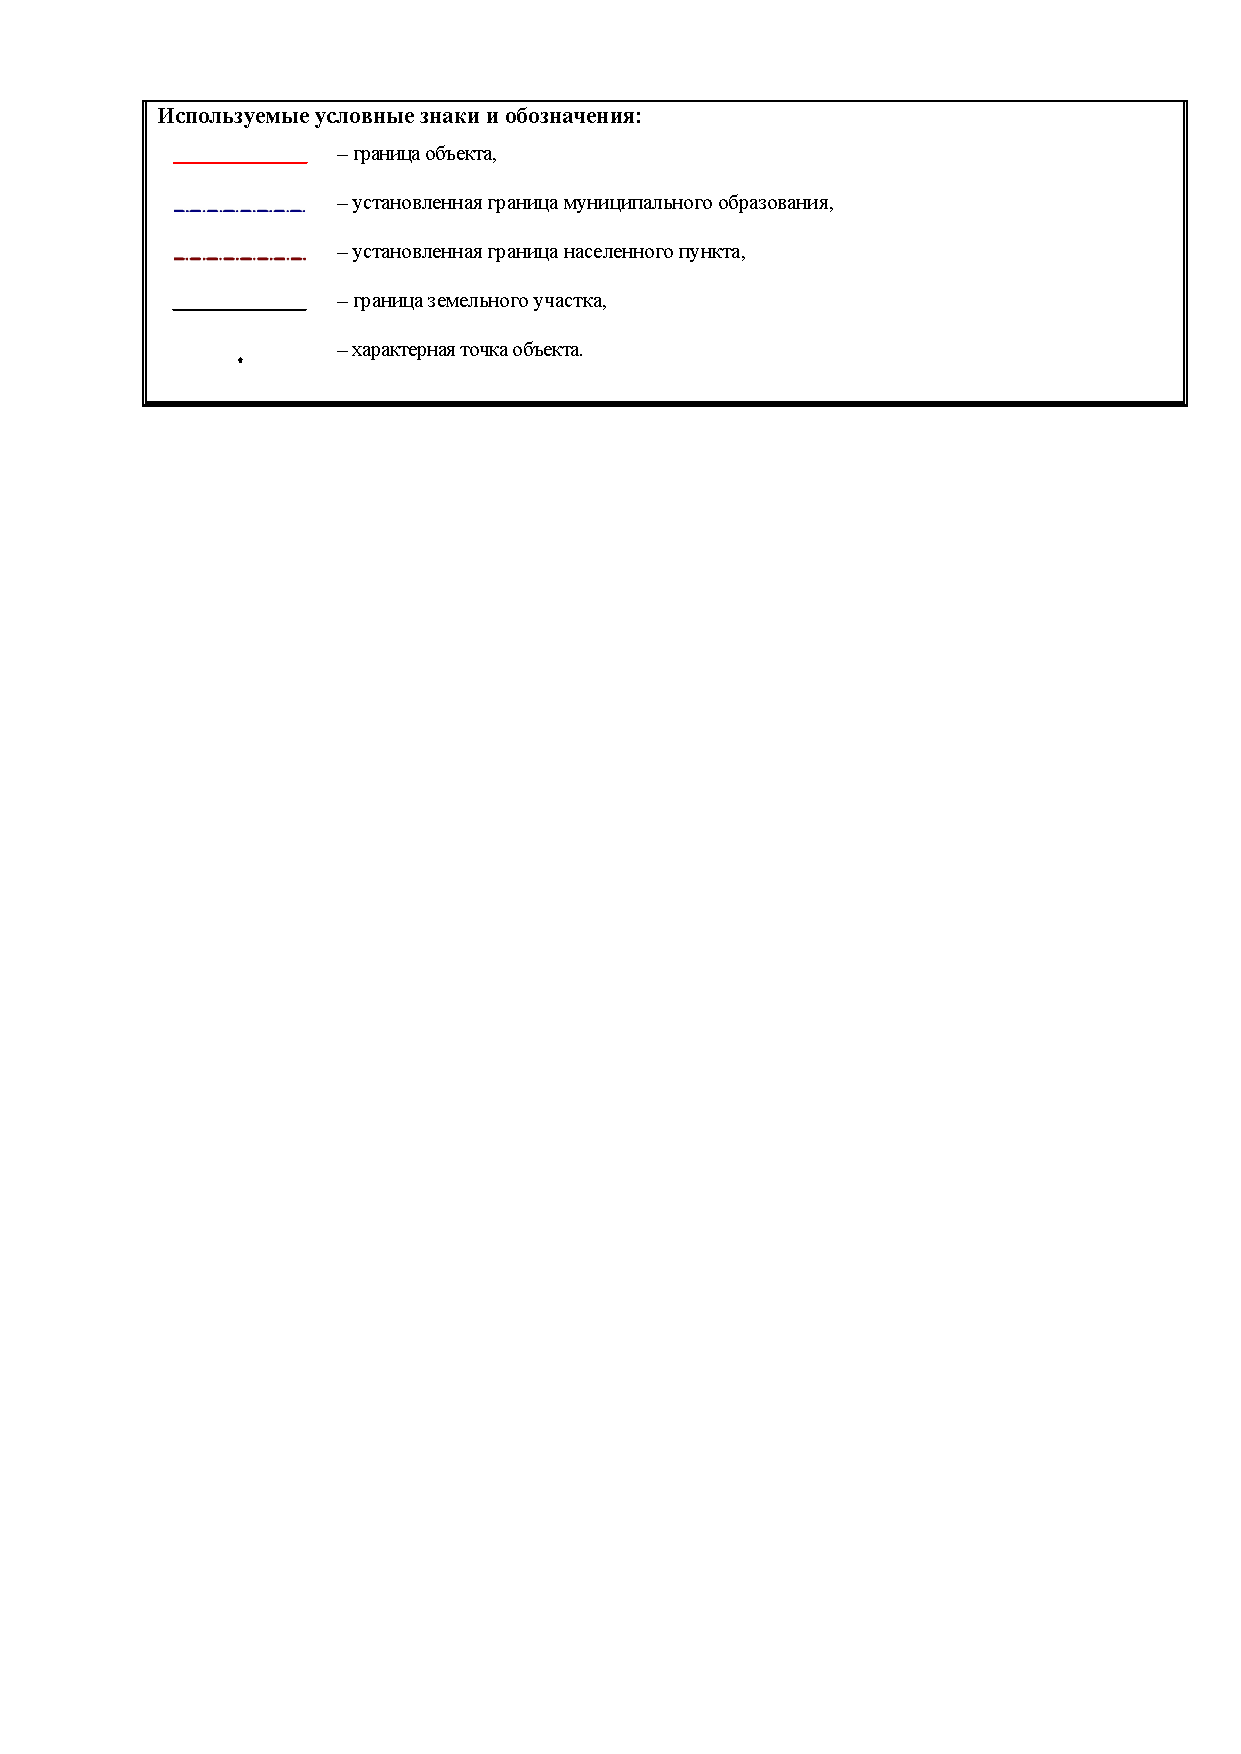 Используемые условные знаки и обозначения:
– граница объекта,
– установленная граница муниципального образования,
– установленная граница населенного пункта,
– граница земельного участка,
– характерная точка объекта.